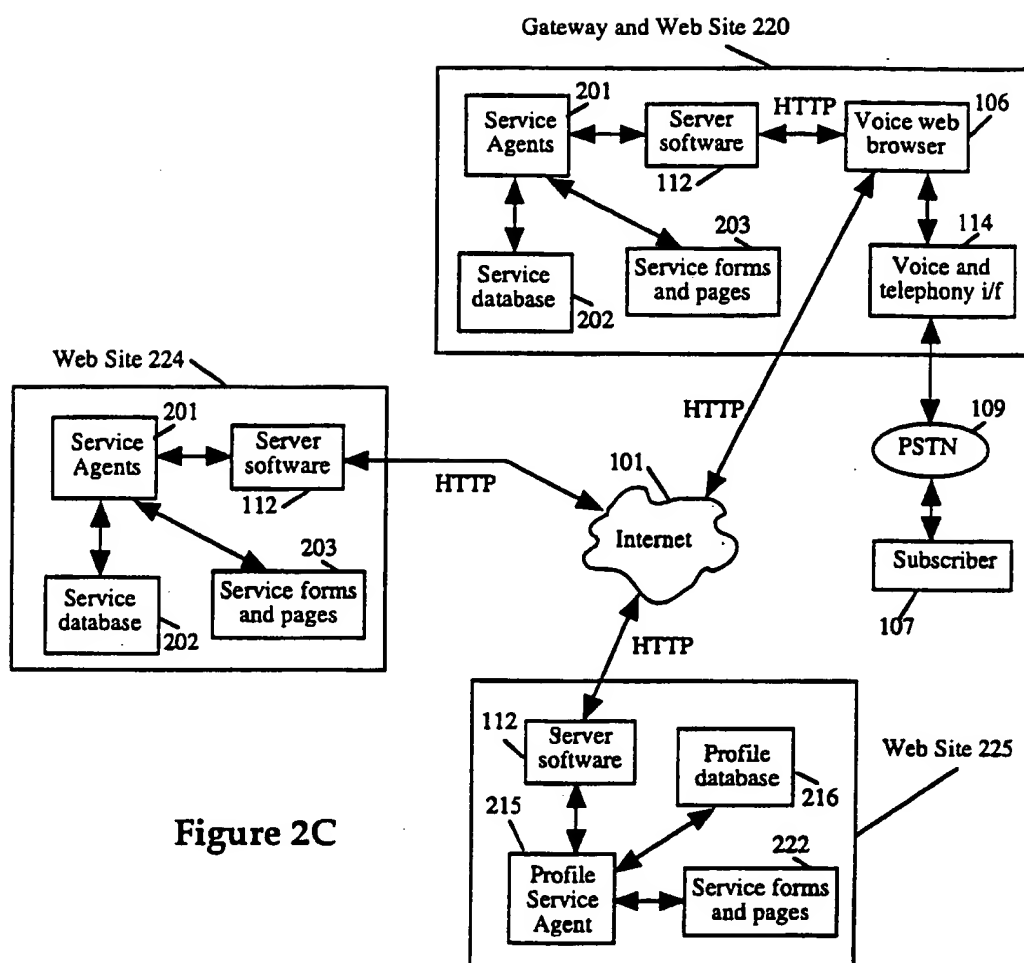 Gateway and Web Site 220
201
HTTP
106
Service
Agents
Server
software
Voice web
browser
112
203
114
Service
database
Service forms
and pages
Voice and
telephony i/f
202
Web Site 224
HTTP
201
109
Service
Agents
Server
software
PSTN
101
112
HTTP
Internet
Subscriber
203
Service
database
Service forms
and pages
202
107
HTTP
112
Server
software
Profile
database
Web Site 225
216
215
Figure 2C
222
Profile
Service
Agent
Service forms
and pages